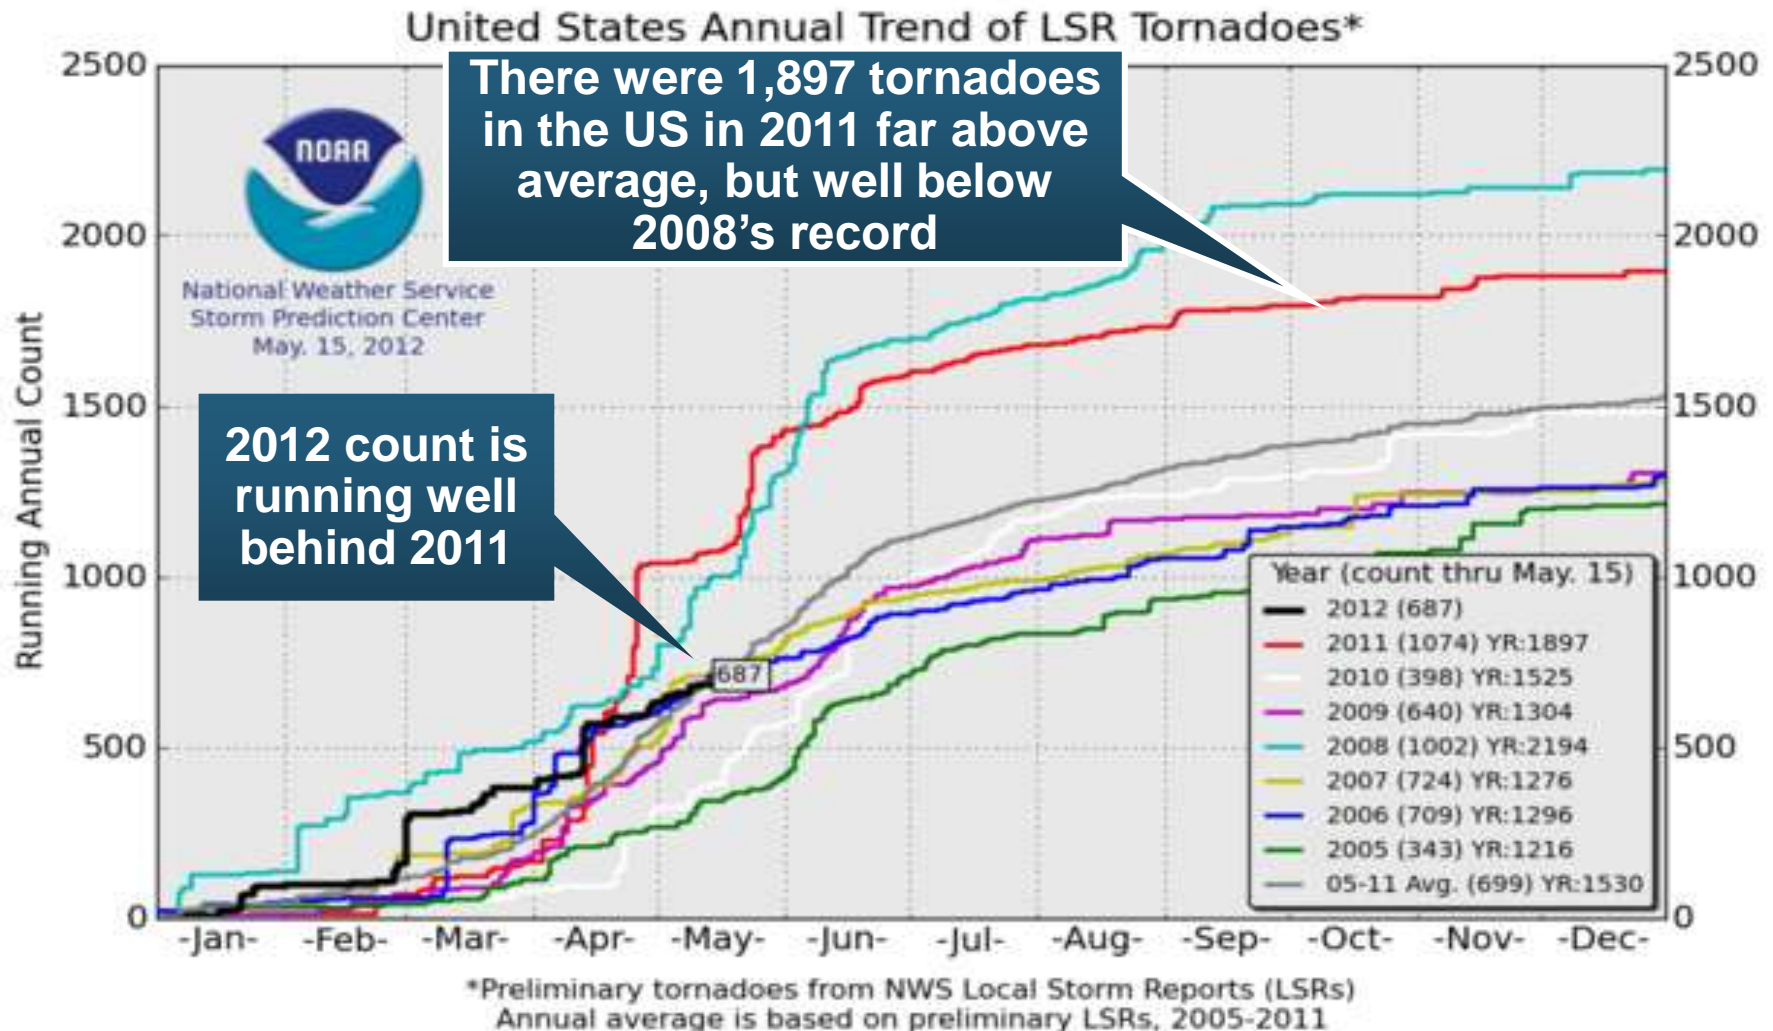 United States Annual Trend of LSR Tornadoes*
2500
2000
1500
1000
500
0
Running Annual Count
NOAA
National Weather Service
Storm Prediction Center
May. 15, 2012
There were 1,897 tornadoes
in the US in 2011 far above
average, but well below
2008’s record
2012 count is
running well
behind 2011
687
2500
2000
1500
1000
500
0
Year (count thru May. 15)
2012 (687)
2011 (1074) YR:1897
2010 (398) YR:1525
2009 (640) YR:1304
2008 (1002) YR:2194
2007 (724) YR:1276
2006 (709) YR:1296
2005 (343) YR:1216
05-11 Avg. (699) YR:1530
-Jan- -Feb- -Mar- -Apr- -May- -Jun- -Jul- -Aug- -Sep- -Oct- -Nov- -Dec-
*Preliminary tornadoes from NWS Local Storm Reports (LSRs)
Annual average is based on preliminary LSRs, 2005-2011